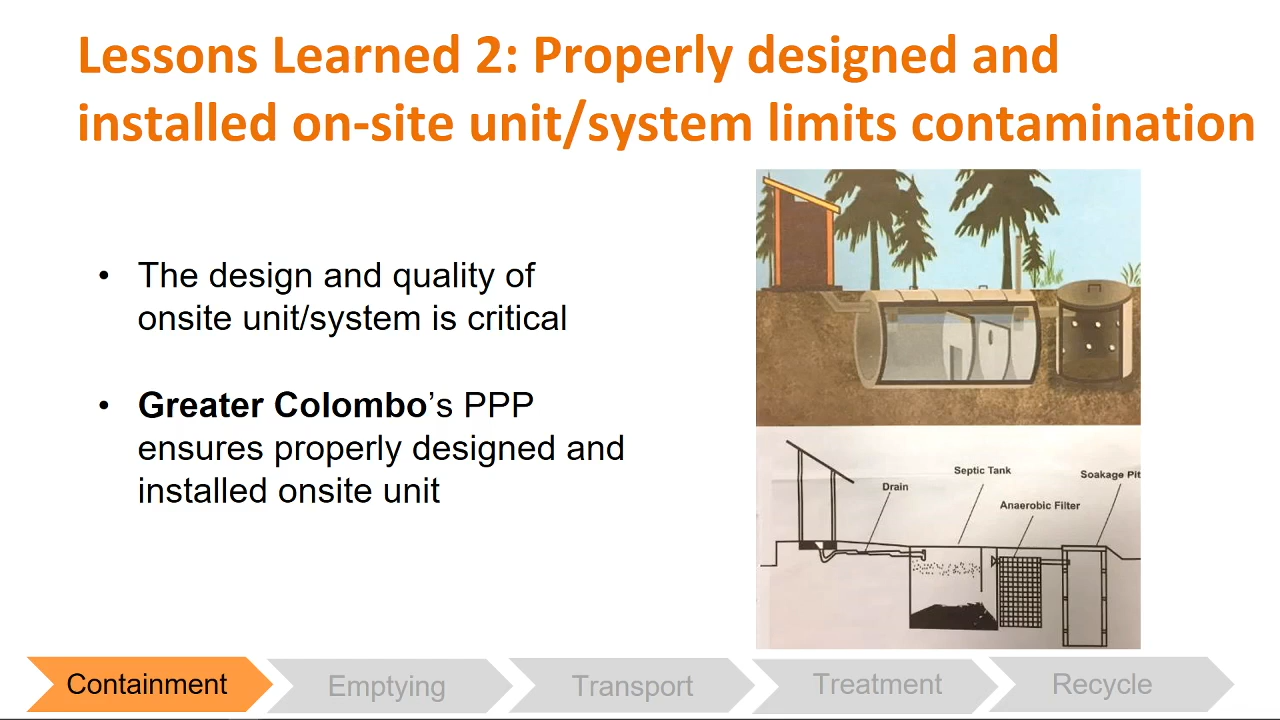 Lessons Learned 2: Properly designed and
installed on-site unit/system limits contamination
• The design and quality of
onsite unit/system is critical
• Greater Colombo’s PPP
ensures properly designed and
installed onsite unit
Septic Tank
Soakage Pit
Drain
Anaerobic Filter
Containment
Emptying
Transport
Treatment
Recycle